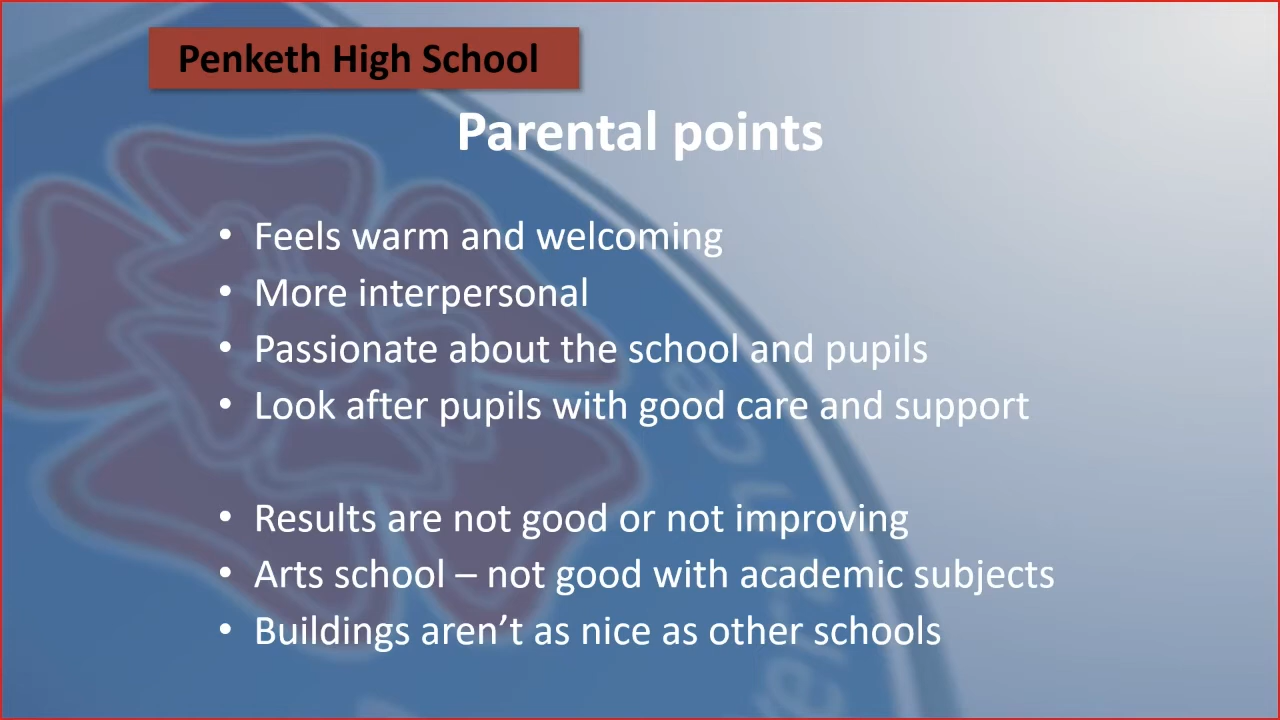 Penketh High School
Parental points
• Feels warm and welcoming
• More interpersonal
• Passionate about the school and pupils
• Look after pupils with good care and support
• Results are not good or not improving
• Arts school – not good with academic subjects
• Buildings aren’t as nice as other schools